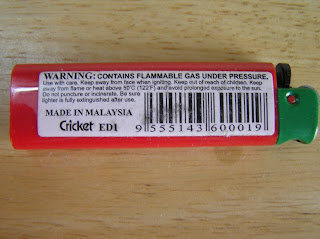 WARNING: CONTAINS FLAMMABLE GAS UNDER PRESSURE.
Use with care. Keep away from face when igniting. Keep out of reach of children. Keep
away from flame or heat above 50°C (122°F) and avoid prolonged exposure to the sun.
Do not puncture or incinerate. Be sure
lighter is fully extinguished after use.
MADE IN MALAYSIA
Cricket ED1
9 555143 600019